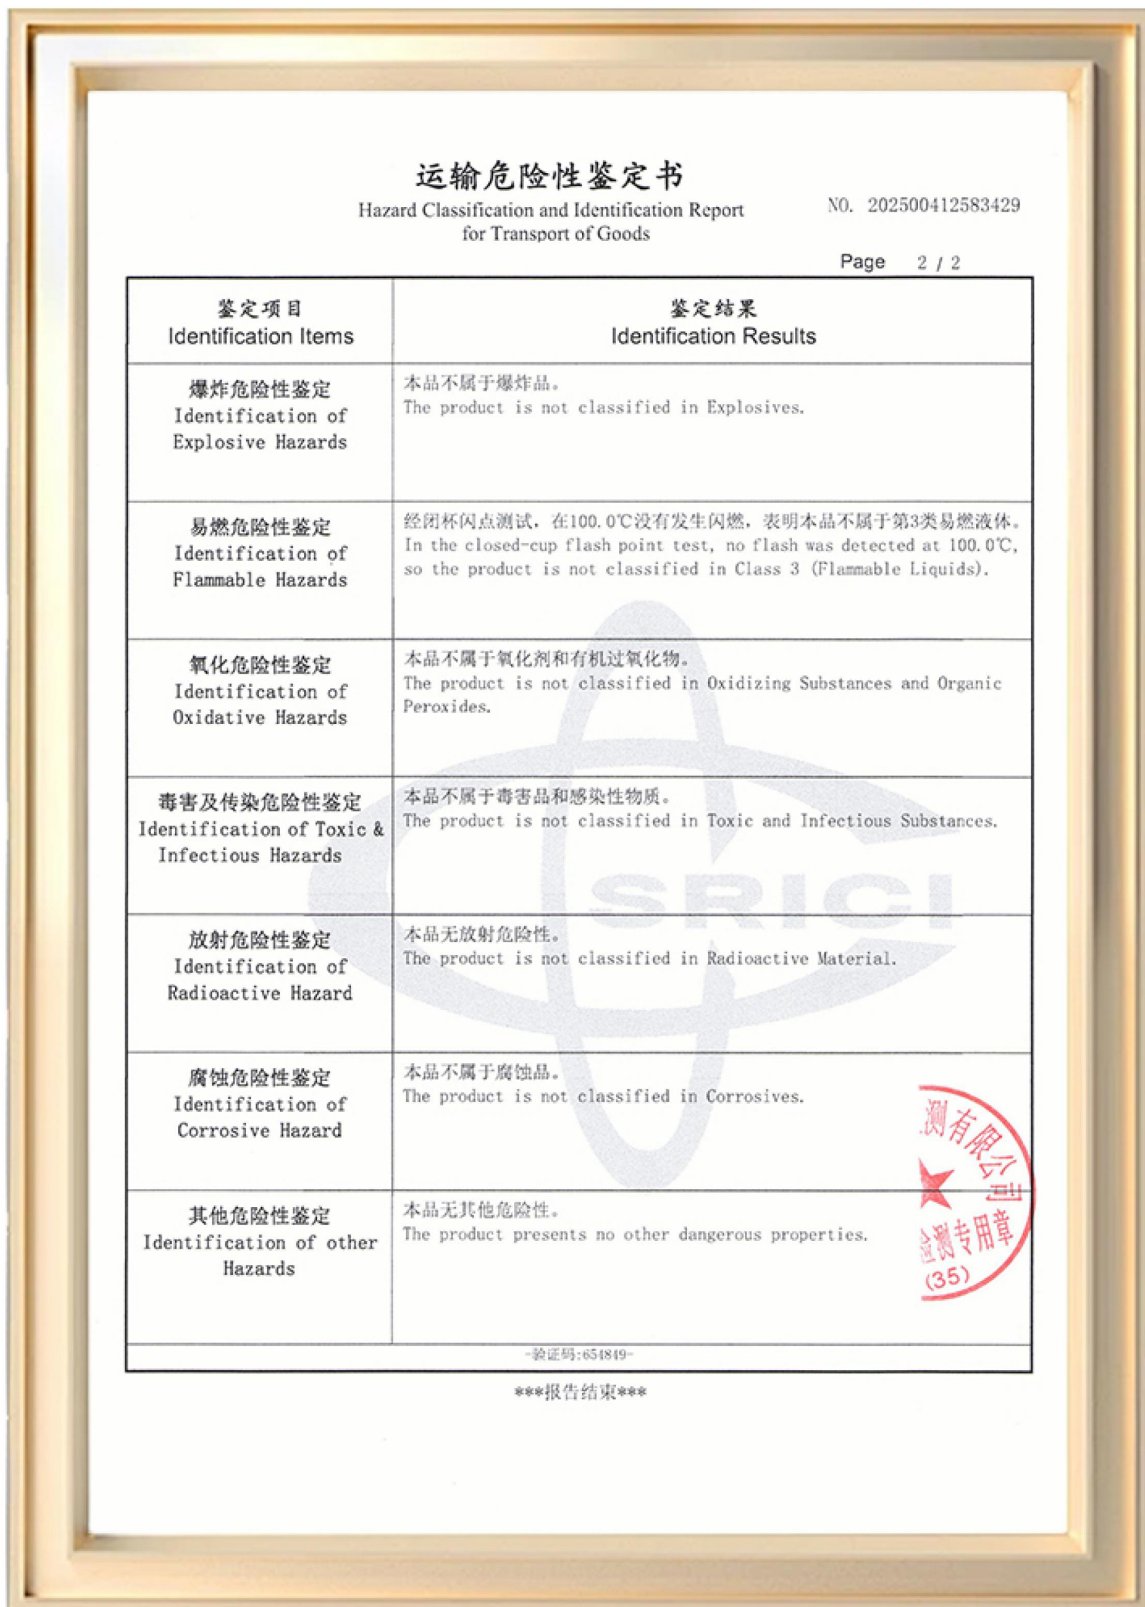 运输危险性鉴定书
Hazard Classification and Identification Report
for Transport of Goods
NO. 202500412583429
Page 2 / 2
鉴定项目
Identification Items
鉴定结果
Identification Results
爆炸危险性鉴定
Identification of
Explosive Hazards
本品不属于爆炸品。
The product is not classified in Explosives.
易燃危险性鉴定
Identification of
Flammable Hazards
经闭杯闪点测试，在100.0℃没有发生闪燃，表明本品不属于第3类易燃液体。
In the closed-cup flash point test, no flash was detected at 100.0℃,
so the product is not classified in Class 3 (Flammable Liquids).
氧化危险性鉴定
Identification of
Oxidative Hazards
本品不属于氧化剂和有机过氧化物。
The product is not classified in Oxidizing Substances and Organic
Peroxides.
毒害及传染危险性鉴定
Identification of Toxic &
Infectious Hazards
本品不属于毒害品和感染性物质。
The product is not classified in Toxic and Infectious Substances.
SRICI
放射危险性鉴定
Identification of
Radioactive Hazard
本品无放射危险性。
The product is not classified in Radioactive Material.
腐蚀危险性鉴定
Identification of
Corrosive Hazard
本品不属于腐蚀品。
The product is not classified in Corrosives.
其他危险性鉴定
Identification of other
Hazards
本品无其他危险性。
The product presents no other dangerous properties.
测有限公司
检测专用章
(35)
-验证码:654849-
***报告结束***